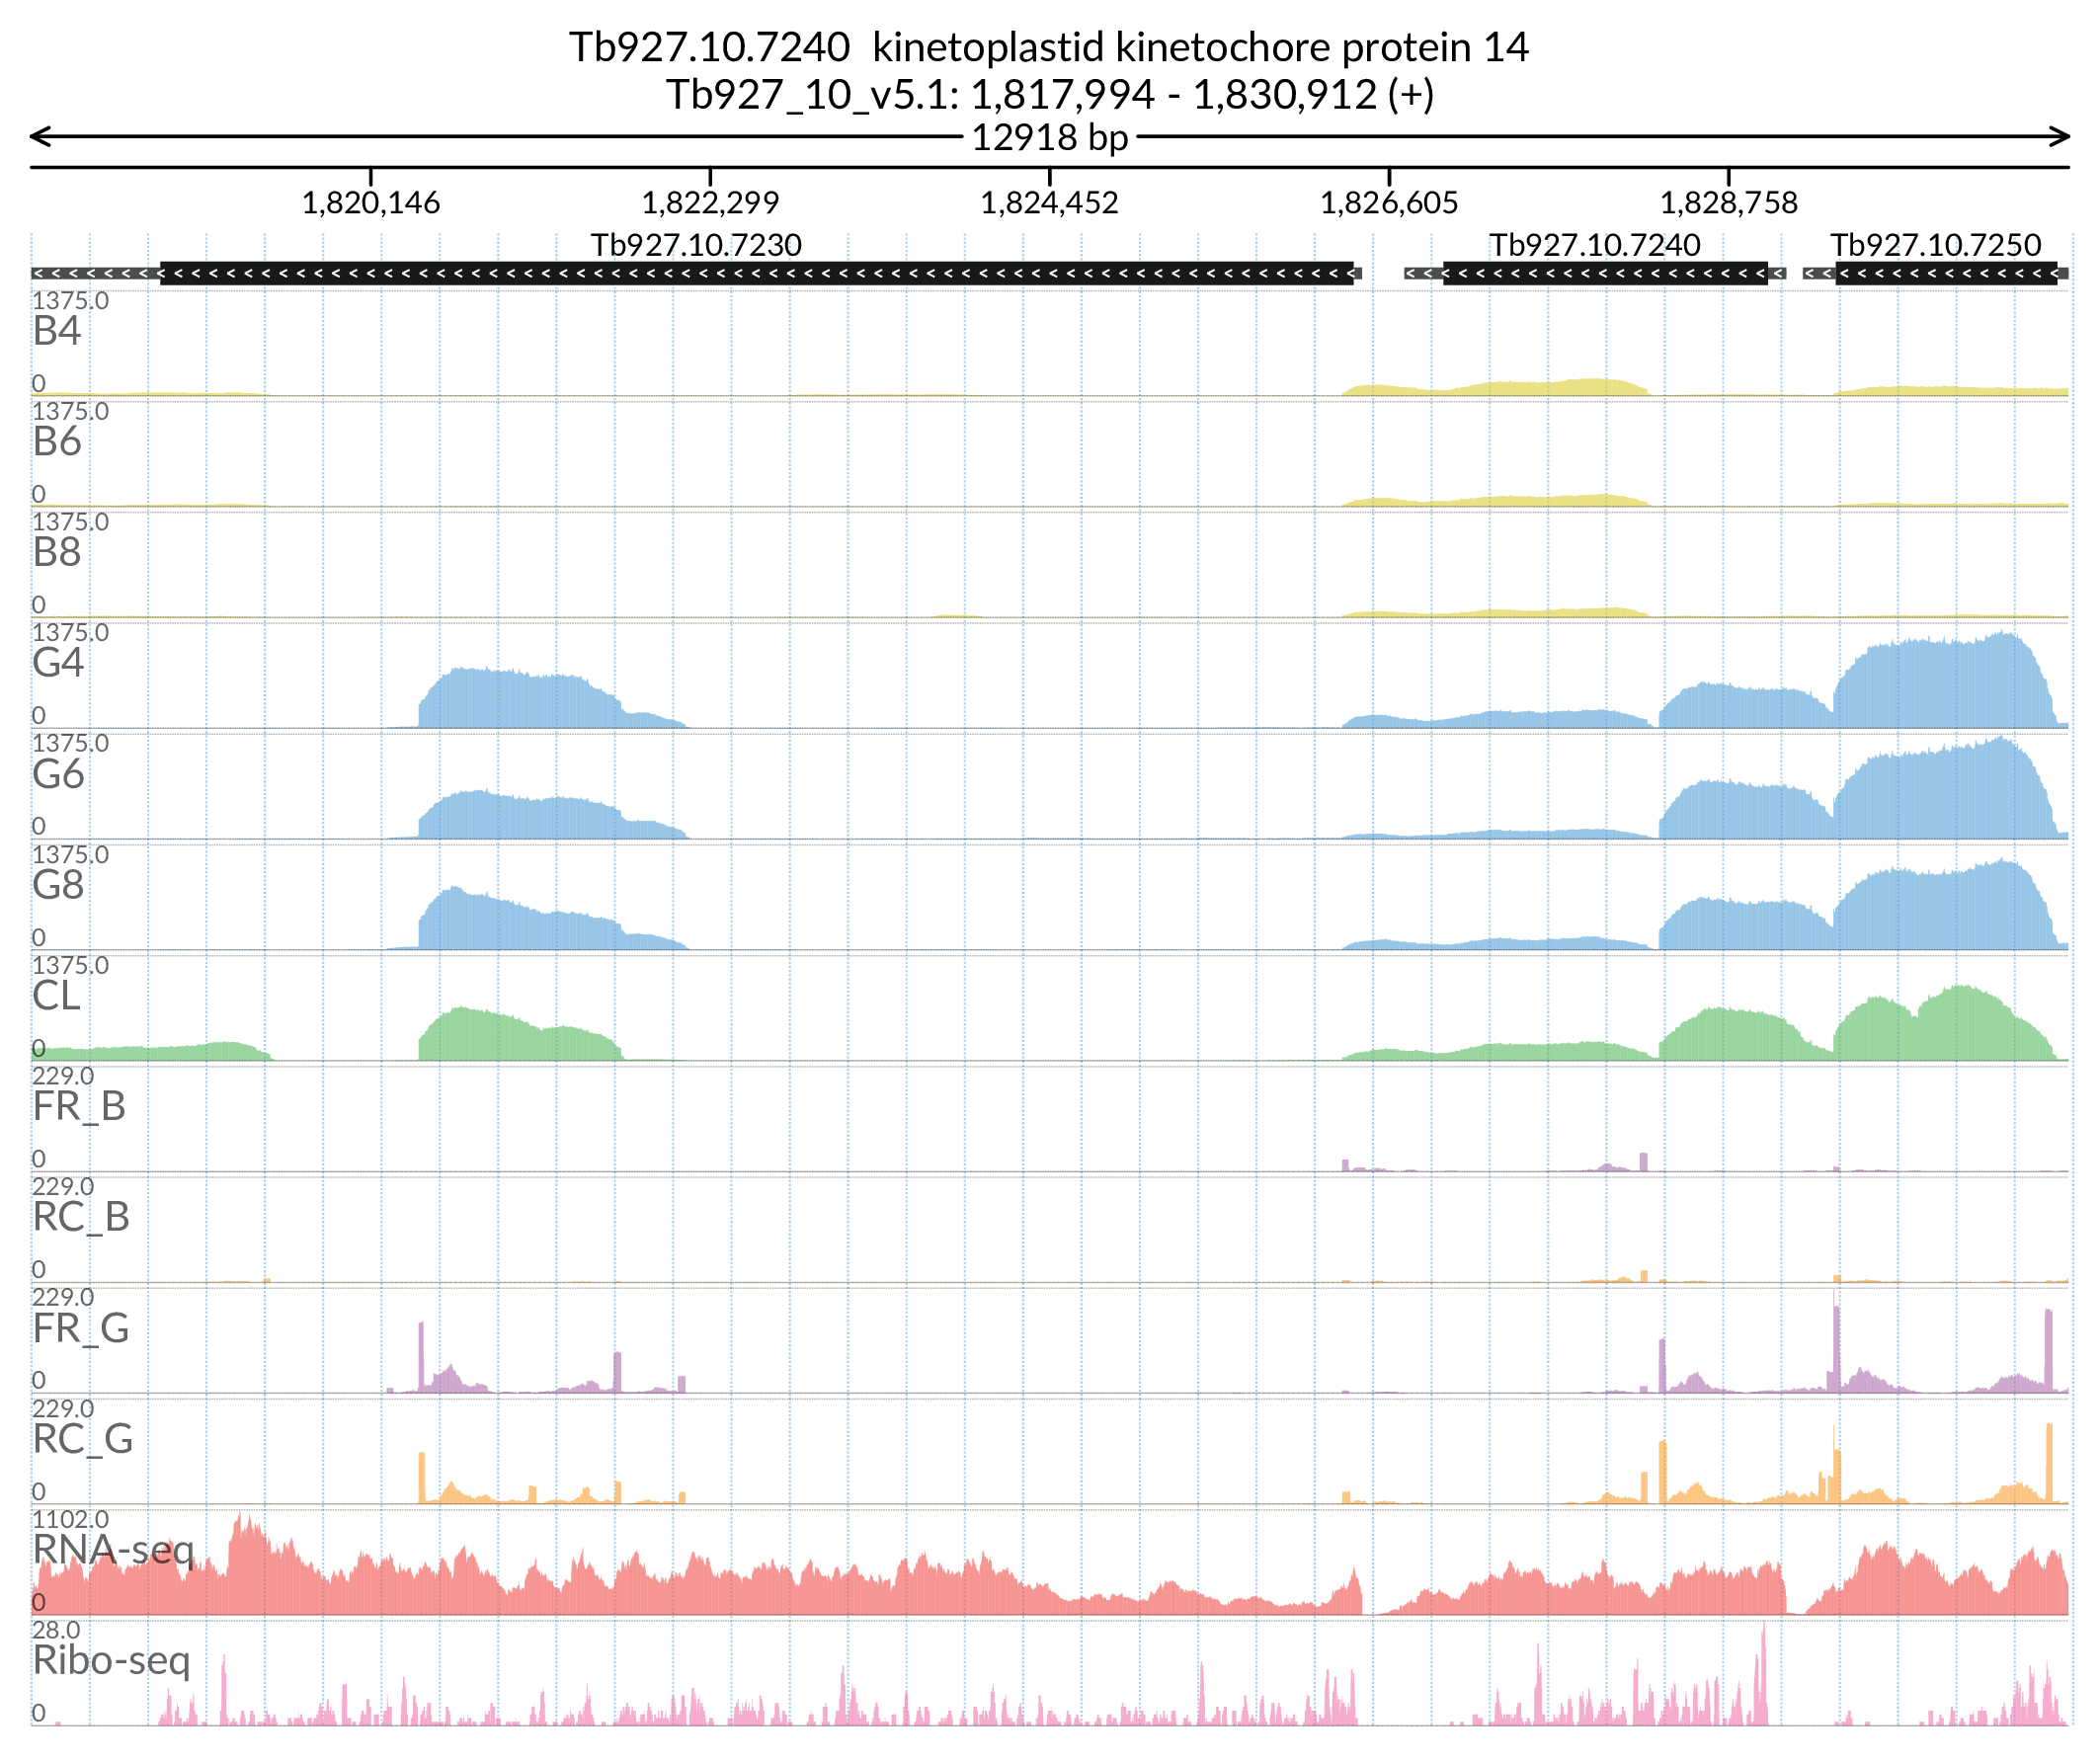 Tb927.10.7240 kinetoplastid kinetochore protein 14
Tb927_10_v5.1: 1,817,994 - 1,830,912 (+)
12918 bp
1,820,146 1,822,299 1,824,452 1,826,605 1,828,758
Tb927.10.7230 Tb927.10.7240 Tb927.10.7250
1375.0
B4
0
1375.0
B6
0
1375.0
B8
0
1375.0
G4
0
1375.0
G6
0
1375.0
G8
0
1375.0
CL
0
229.0
FR_B
0
229.0
RC_B
0
229.0
FR_G
0
229.0
RC_G
0
1102.0
RNA-seq
0
28.0
Ribo-seq
0